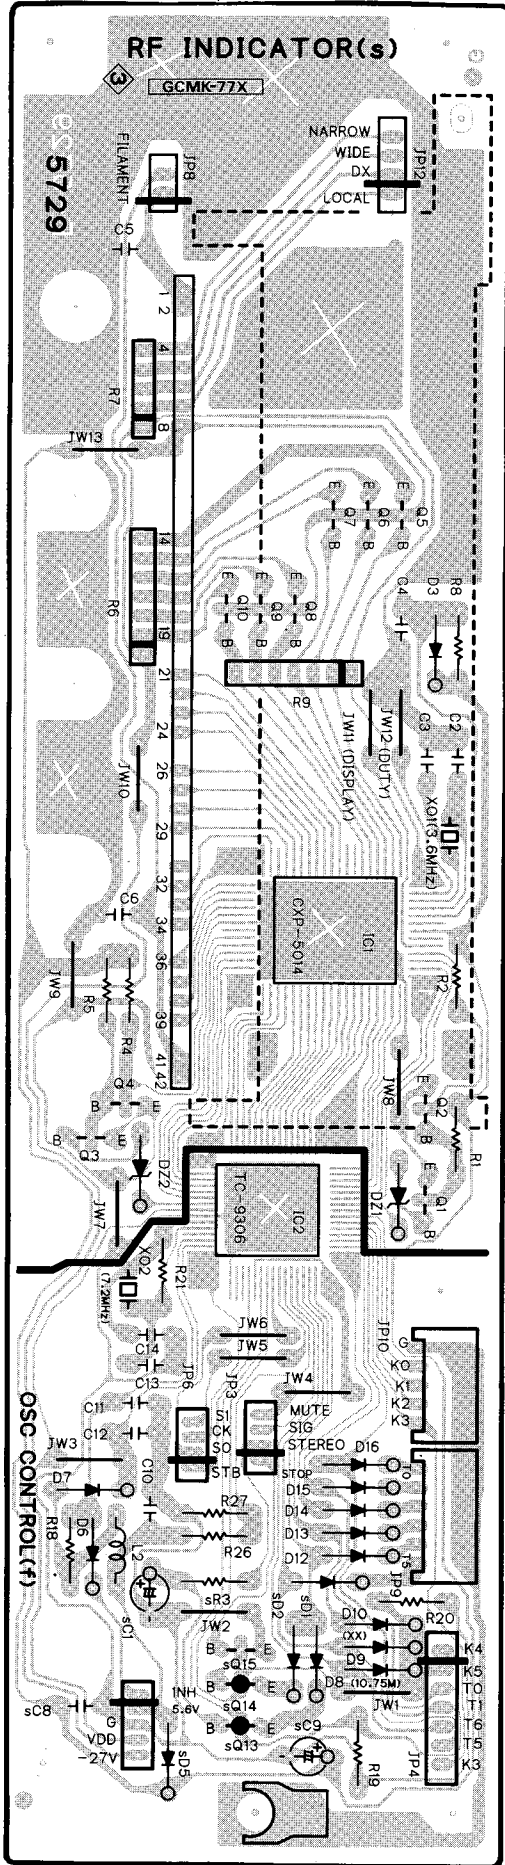 RF INDICATOR(s)
3
GCMK-77X
FILAMENT
JP8
NARROW
WIDE
DX
LOCAL
JP12
5729
C5
1
2
4
8
R7
JW13
E
Q7
B
E
Q6
B
E
Q5
B
14
19
R6
E
Q10
B
E
Q9
B
E
Q8
B
C4
D3
R8
21
24
26
29
R9
JW11 (DISPLAY)
JW12 (DUTY)
C3
C2
JW10
X01(3.6MHz)
32
34
36
39
41
42
C6
CXP-5014
IC1
JW9
R5
R4
R2
JW8
Q4
B
E
B
E
Q3
DZ2
E
Q2
B
R1
JW7
TC-9306
IC2
DZ1
E
Q1
B
X02
(7.2MHz)
R21
C14
C13
JW6
JW5
JP10
G
K0
K1
K2
K3
JP6
JP3
JW4
C11
C12
S1
CK
SO
STB
MUTE
SIG
STEREO
STOP
OSC CONTROL(f)
JW3
D7
C10
D16
D15
D14
D13
D12
T0
T5
R27
R26
R18
D6
L2
sR3
JW2
sC1
sD2
sD1
JP9
D10
(XX)
D9
D8 (10.75M)
R20
JW1
B
E
sQ15
sQ14
B
E
sQ13
K4
K5
T0
T1
T6
T5
K3
JP4
sC8
G
VDD
-27V
INH
5.6V
sD5
sC9
R19